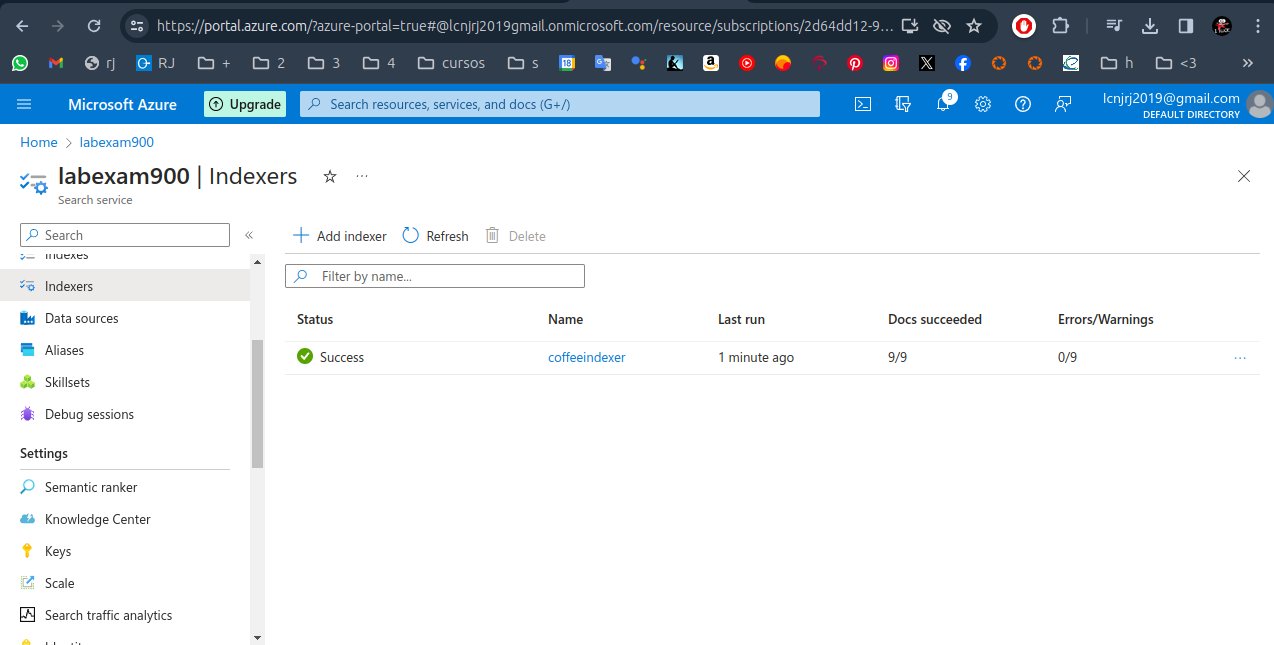 https://portal.azure.com/?azure-portal=true#@lcnjrj2019gmail.onmicrosoft.com/resource/subscriptions/2d64dd12-9...
rj RJ + 2 3 4 cursos s 18 h <3 »
Microsoft Azure Upgrade Search resources, services, and docs (G+/) 9 lcnjrj2019@gmail.com
DEFAULT DIRECTORY
Home > labexam900
labexam900 | Indexers ...
Search service
Search «
Add indexer Refresh Delete
Indexes
Filter by name...
Indexers
Data sources
Aliases
Skillsets
Debug sessions
Status Name Last run Docs succeeded Errors/Warnings
Success coffeeindexer 1 minute ago 9/9 0/9 ...
Settings
Semantic ranker
Knowledge Center
Keys
Scale
Search traffic analytics